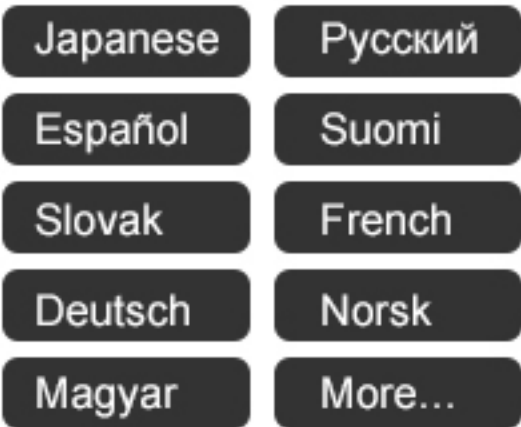 Japanese
Русский
Español
Suomi
Slovak
French
Deutsch
Norsk
Magyar
More...